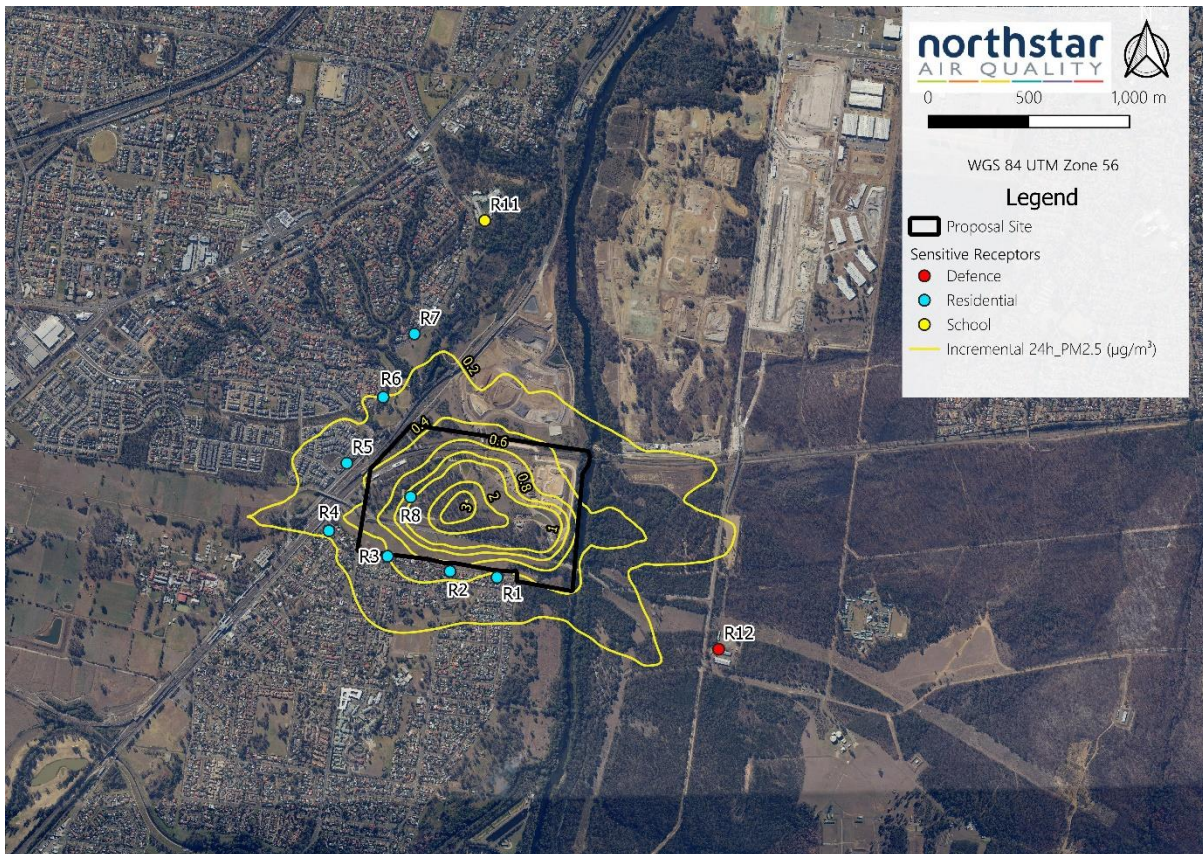 northstar
AIR QUALITY
0 500 1,000 m
WGS 84 UTM Zone 56
Legend
Proposal Site
Sensitive Receptors
Defence
Residential
School
Incremental 24h_PM2.5 (µg/m³)
R11
R7
0.2
R6
0.4
0.6
R5
0.8
R8
2
3
1
R4
R3
R2
R1
R12